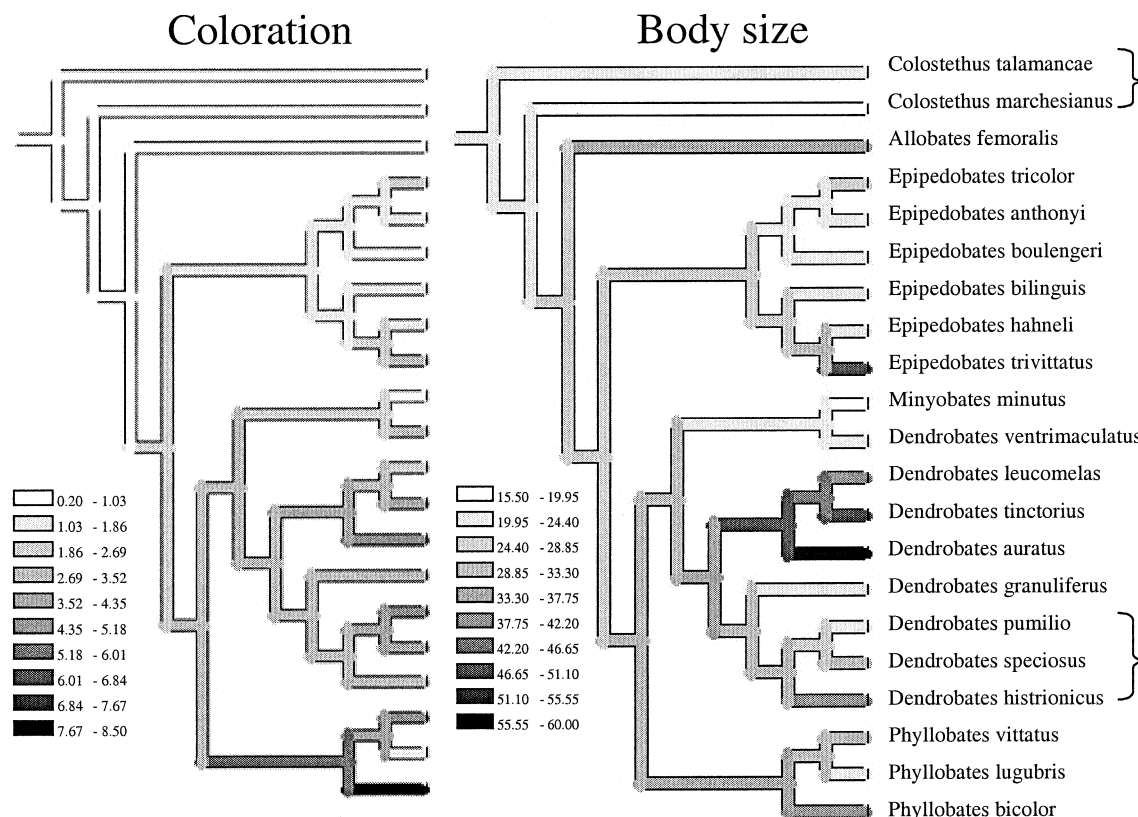 Coloration
Body size
Colostethus talamancae
Colostethus marchesianus
Allobates femoralis
Epipedobates tricolor
Epipedobates anthonyi
Epipedobates boulengeri
Epipedobates bilinguis
Epipedobates hahneli
Epipedobates trivittatus
Minyobates minutus
Dendrobates ventrimaculatus
Dendrobates leucomelas
Dendrobates tinctorius
Dendrobates auratus
Dendrobates granuliferus
Dendrobates pumilio
Dendrobates speciosus
Dendrobates histrionicus
Phyllobates vittatus
Phyllobates lugubris
Phyllobates bicolor
0.20 - 1.03
1.03 - 1.86
1.86 - 2.69
2.69 - 3.52
3.52 - 4.35
4.35 - 5.18
5.18 - 6.01
6.01 - 6.84
6.84 - 7.67
7.67 - 8.50
15.50 - 19.95
19.95 - 24.40
24.40 - 28.85
28.85 - 33.30
33.30 - 37.75
37.75 - 42.20
42.20 - 46.65
46.65 - 51.10
51.10 - 55.55
55.55 - 60.00